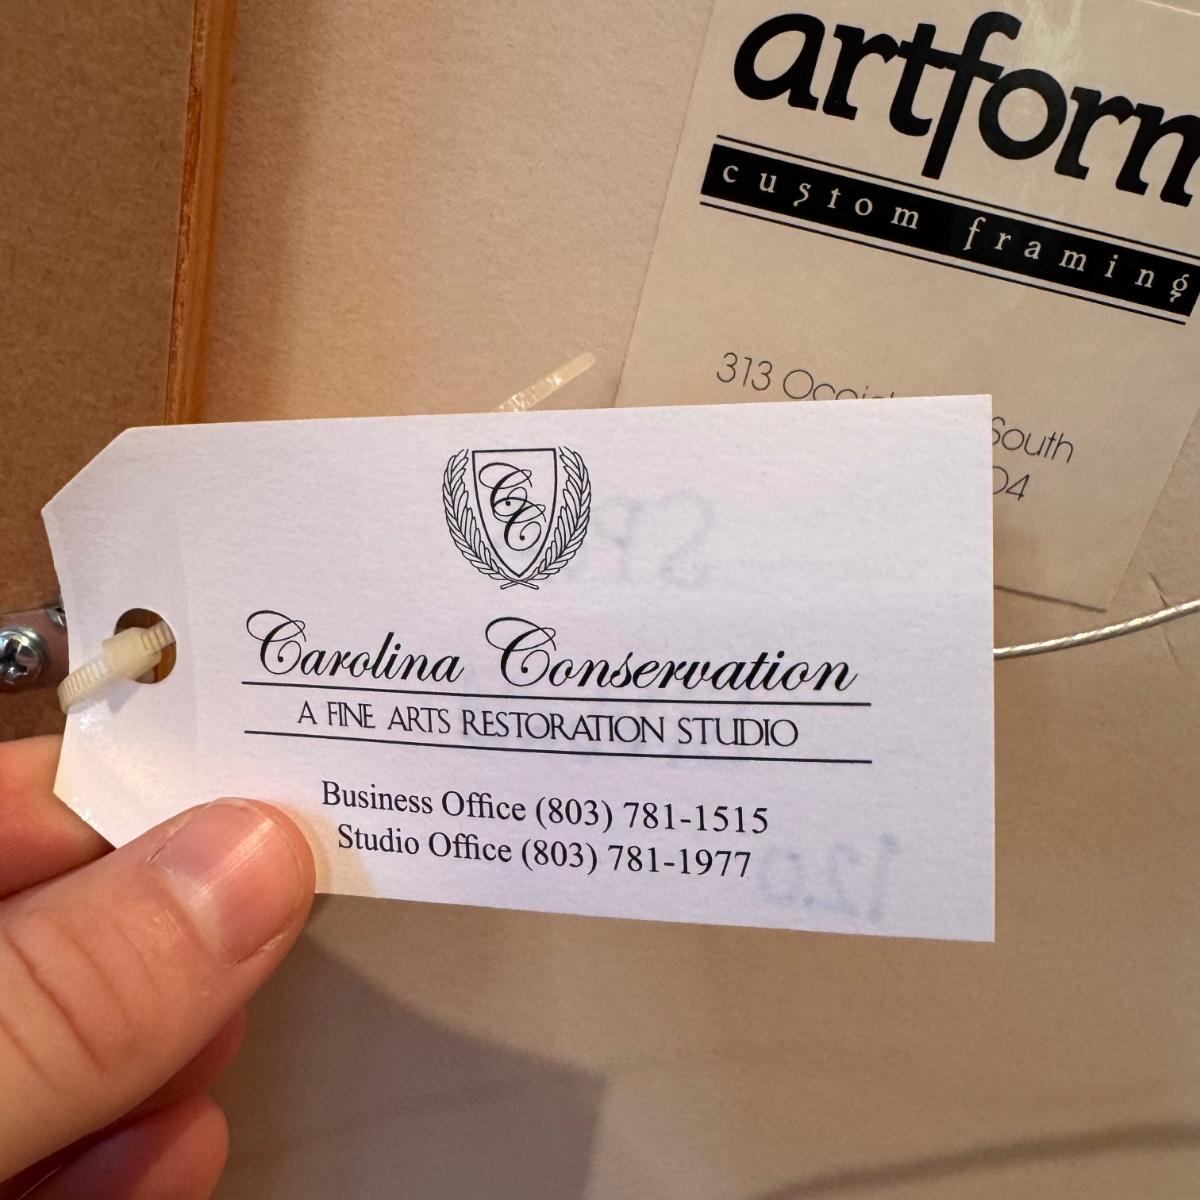 artform
custom framing
313 South
04
CC
Carolina Conservation
A FINE ARTS RESTORATION STUDIO
Business Office (803) 781-1515
Studio Office (803) 781-1977